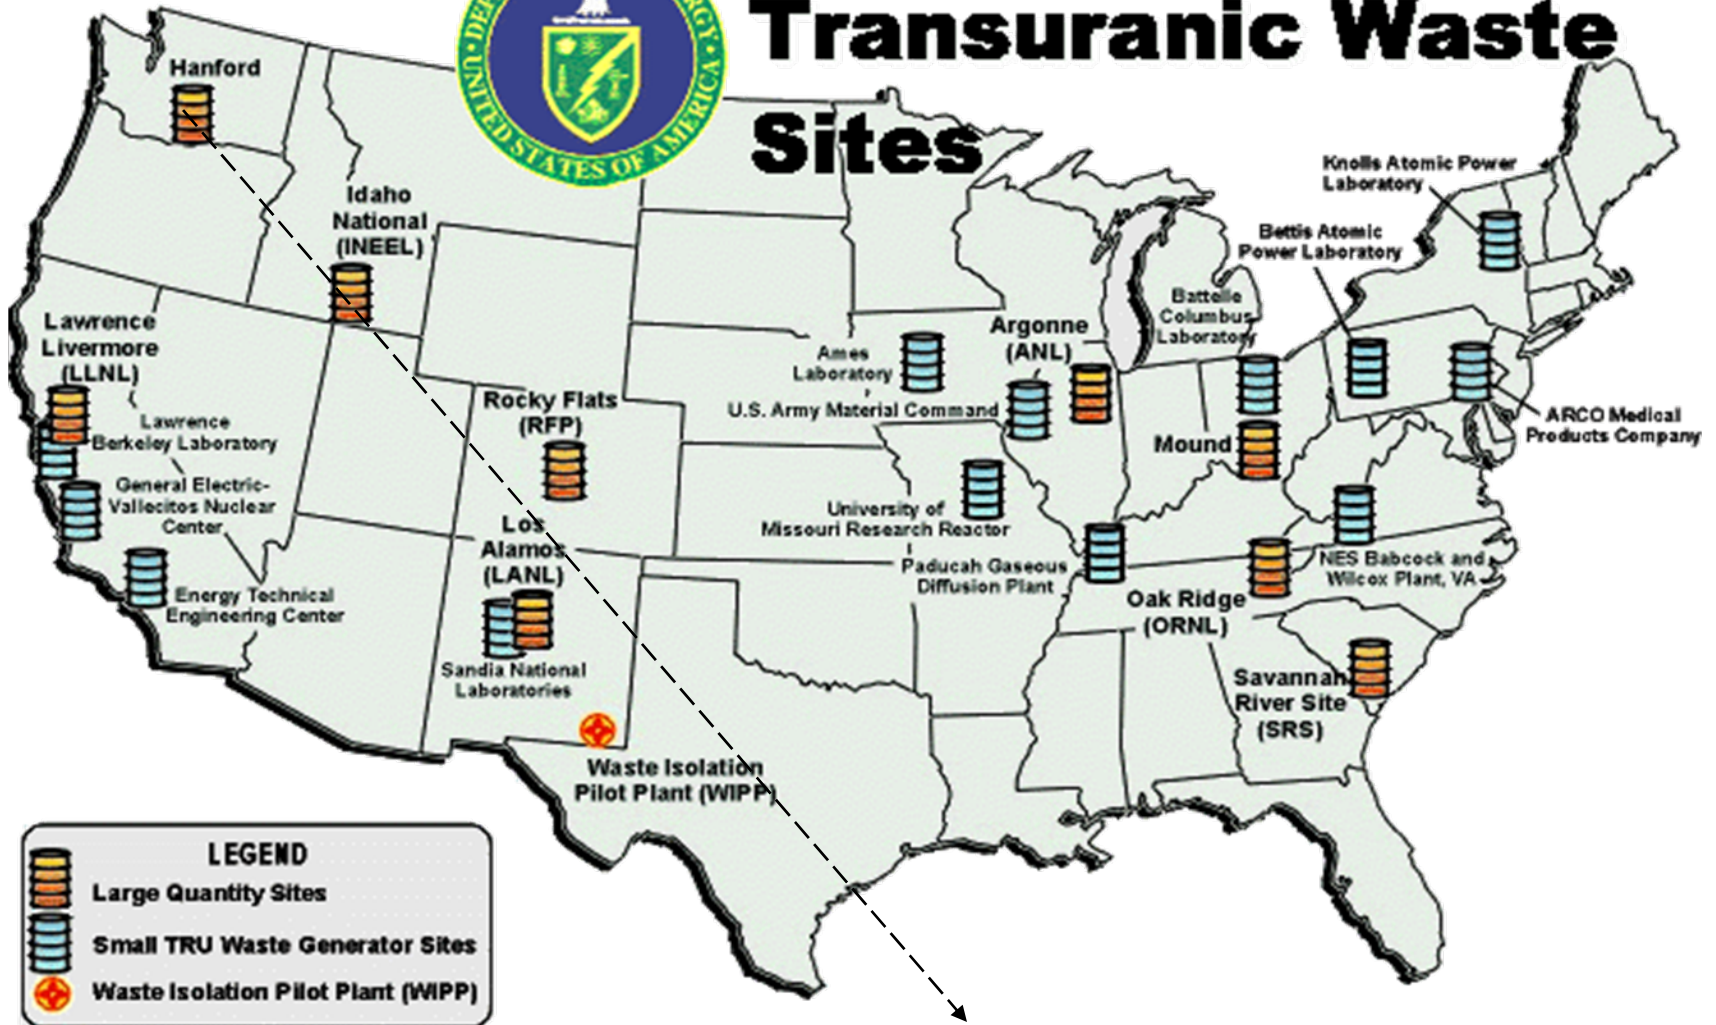 Transuranic Waste
Sites
UNITED STATES OF AMERICA
Hanford
Idaho
National
(INEEL)
Lawrence
Livermore
(LLNL)
Lawrence
Berkeley Laboratory
General Electric-
Vallecitos Nuclear
Center
Energy Technical
Engineering Center
Rocky Flats
(RFP)
Los
Alamos
(LANL)
Sandia National
Laboratories
Waste Isolation
Pilot Plant (WIPP)
Ames
Laboratory
U.S. Army Material Command
Argonne
(ANL)
University of
Missouri Research Reactor
Paducah Gaseous
Diffusion Plant
Battelle
Columbus
Laboratory
Mound
Bettis Atomic
Power Laboratory
Knolls Atomic Power
Laboratory
ARCO Medical
Products Company
NES Babcock and
Wilcox Plant, VA
Oak Ridge
(ORNL)
Savannah
River Site
(SRS)
LEGEND
Large Quantity Sites
Small TRU Waste Generator Sites
Waste Isolation Pilot Plant (WIPP)